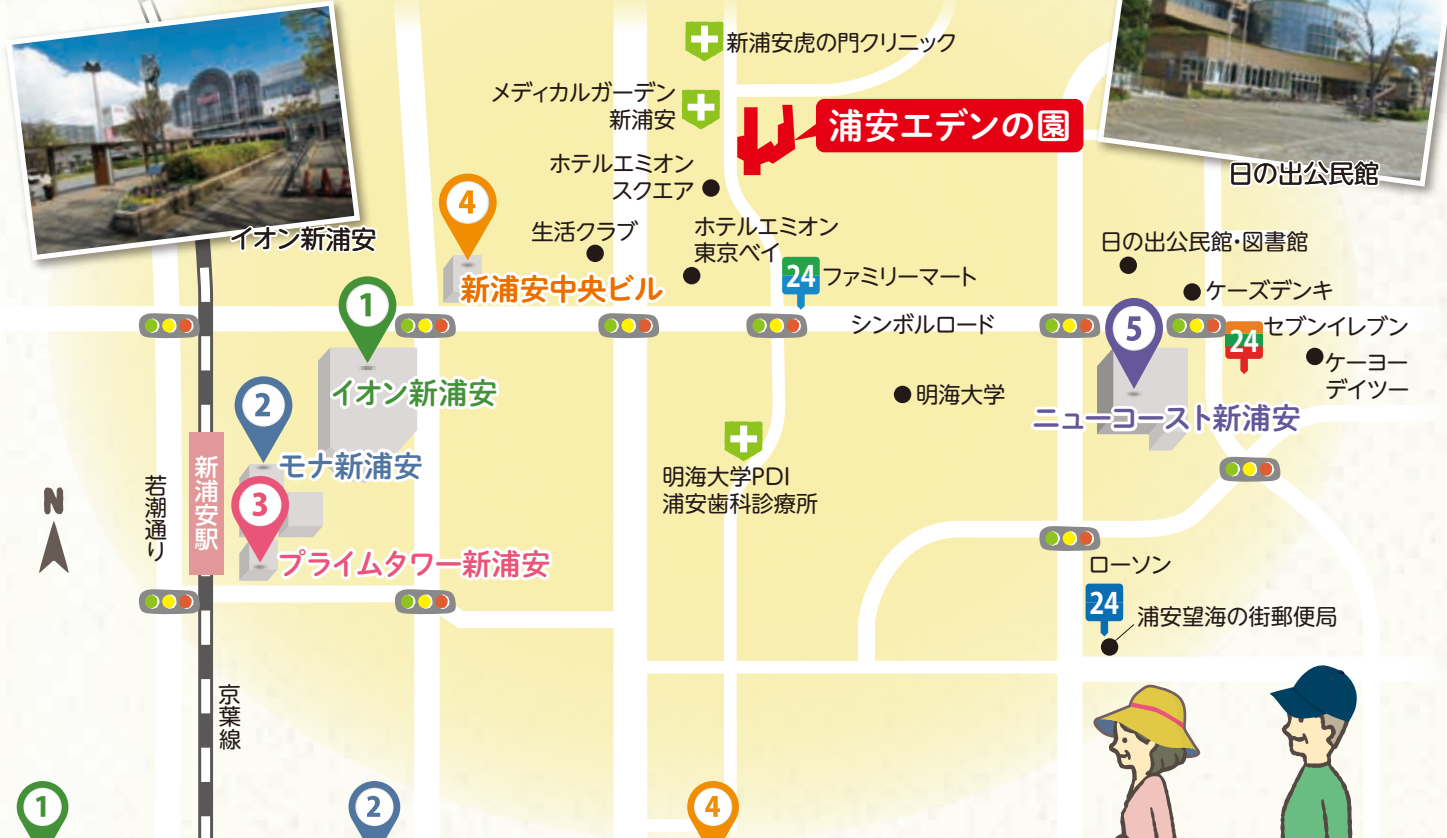 新浦安虎の門クリニック
メディカルガーデン
新浦安
浦安エデンの園
日の出公民館
イオン新浦安
ホテルエミオン
スクエア
4
生活クラブ
ホテルエミオン
東京ベイ
日の出公民館・図書館
新浦安中央ビル
24
ファミリーマート
ケーズデンキ
1
シンボルロード
5
24
セブンイレブン
ケーヨー
デイツー
イオン新浦安
明海大学
ニューコースト新浦安
2
モナ新浦安
明海大学PDI
浦安歯科診療所
N
若潮通り
新浦安駅
3
プライムタワー新浦安
ローソン
24
浦安望海の街郵便局
京葉線
1
2
4